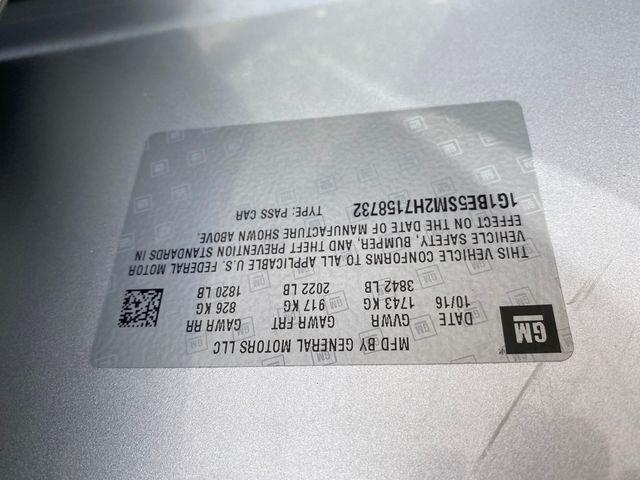 MFD BY GENERAL MOTORS LLC
GM
DATE GVWR GAWR FRT GAWR RR
10/16 1743 KG 917 KG 826 KG
3842 LB 2022 LB 1820 LB
THIS VEHICLE CONFORMS TO ALL APPLICABLE U.S. FEDERAL MOTOR
VEHICLE SAFETY, BUMPER, AND THEFT PREVENTION STANDARDS IN
EFFECT ON THE DATE OF MANUFACTURE SHOWN ABOVE.
1G1BE5SM2H7158732 TYPE: PASS CAR